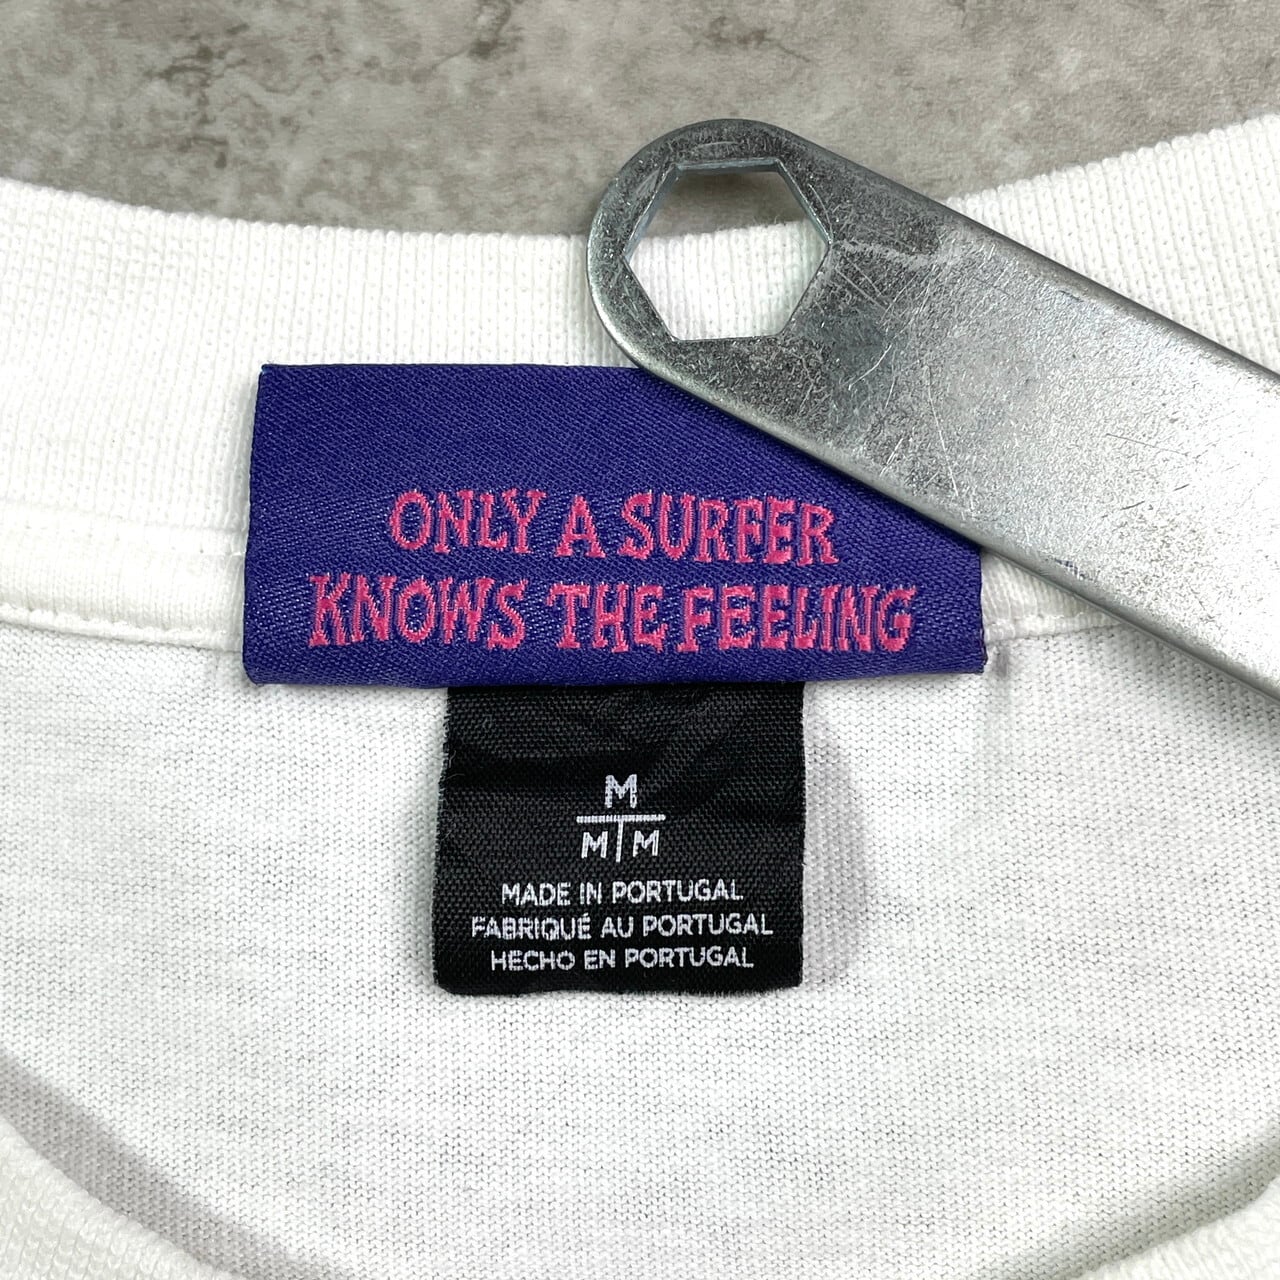 ONLY A SURFER
KNOWS THE FEELING
M
M M
MADE IN PORTUGAL
FABRIQUÉ AU PORTUGAL
HECHO EN PORTUGAL